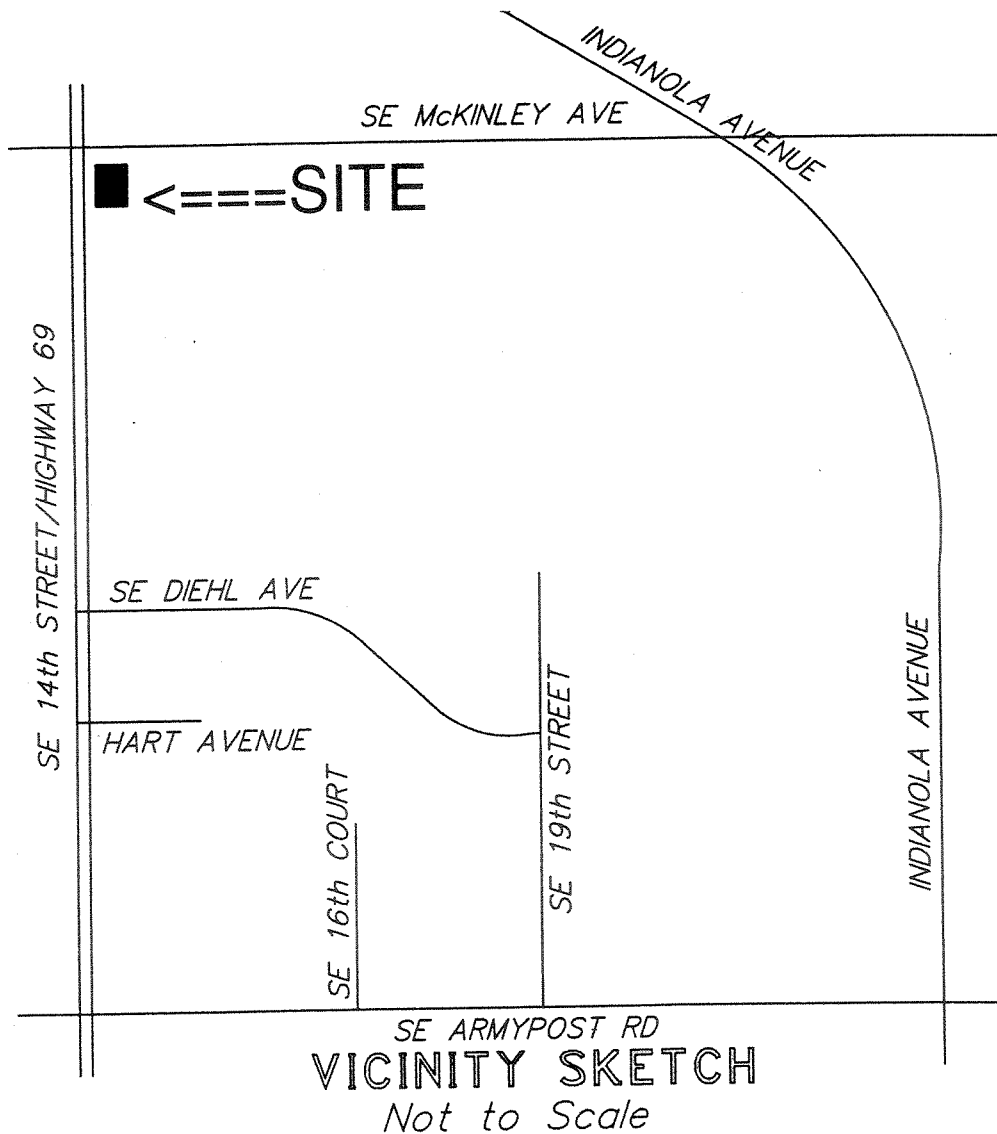 INDIANOLA AVENUE
SE McKINLEY AVE
<===SITE
SE 14th STREET/HIGHWAY 69
SE DIEHL AVE
HART AVENUE
SE 16th COURT
SE 19th STREET
INDIANOLA AVENUE
SE ARMYPOST RD
VICINITY SKETCH
Not to Scale